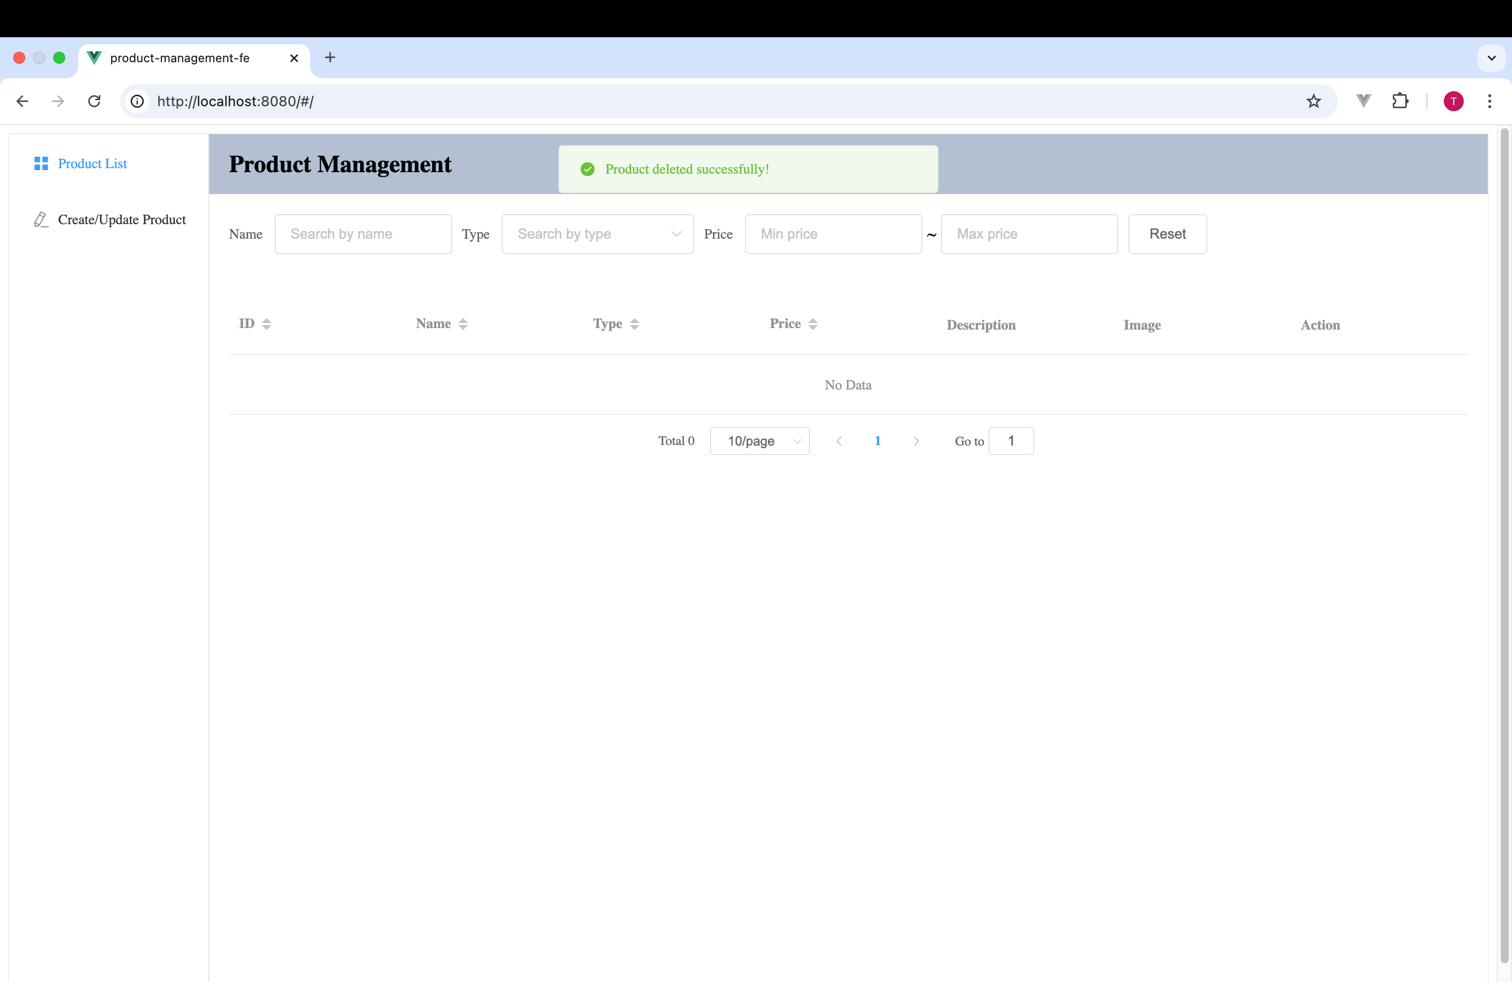 product-management-fe
http://localhost:8080/#/
T
Product List
Create/Update Product
Product Management
Product deleted successfully!
Name Search by name Type Search by type Price Min price ~ Max price Reset
ID Name Type Price Description Image Action
No Data
Total 0 10/page 1 Go to 1